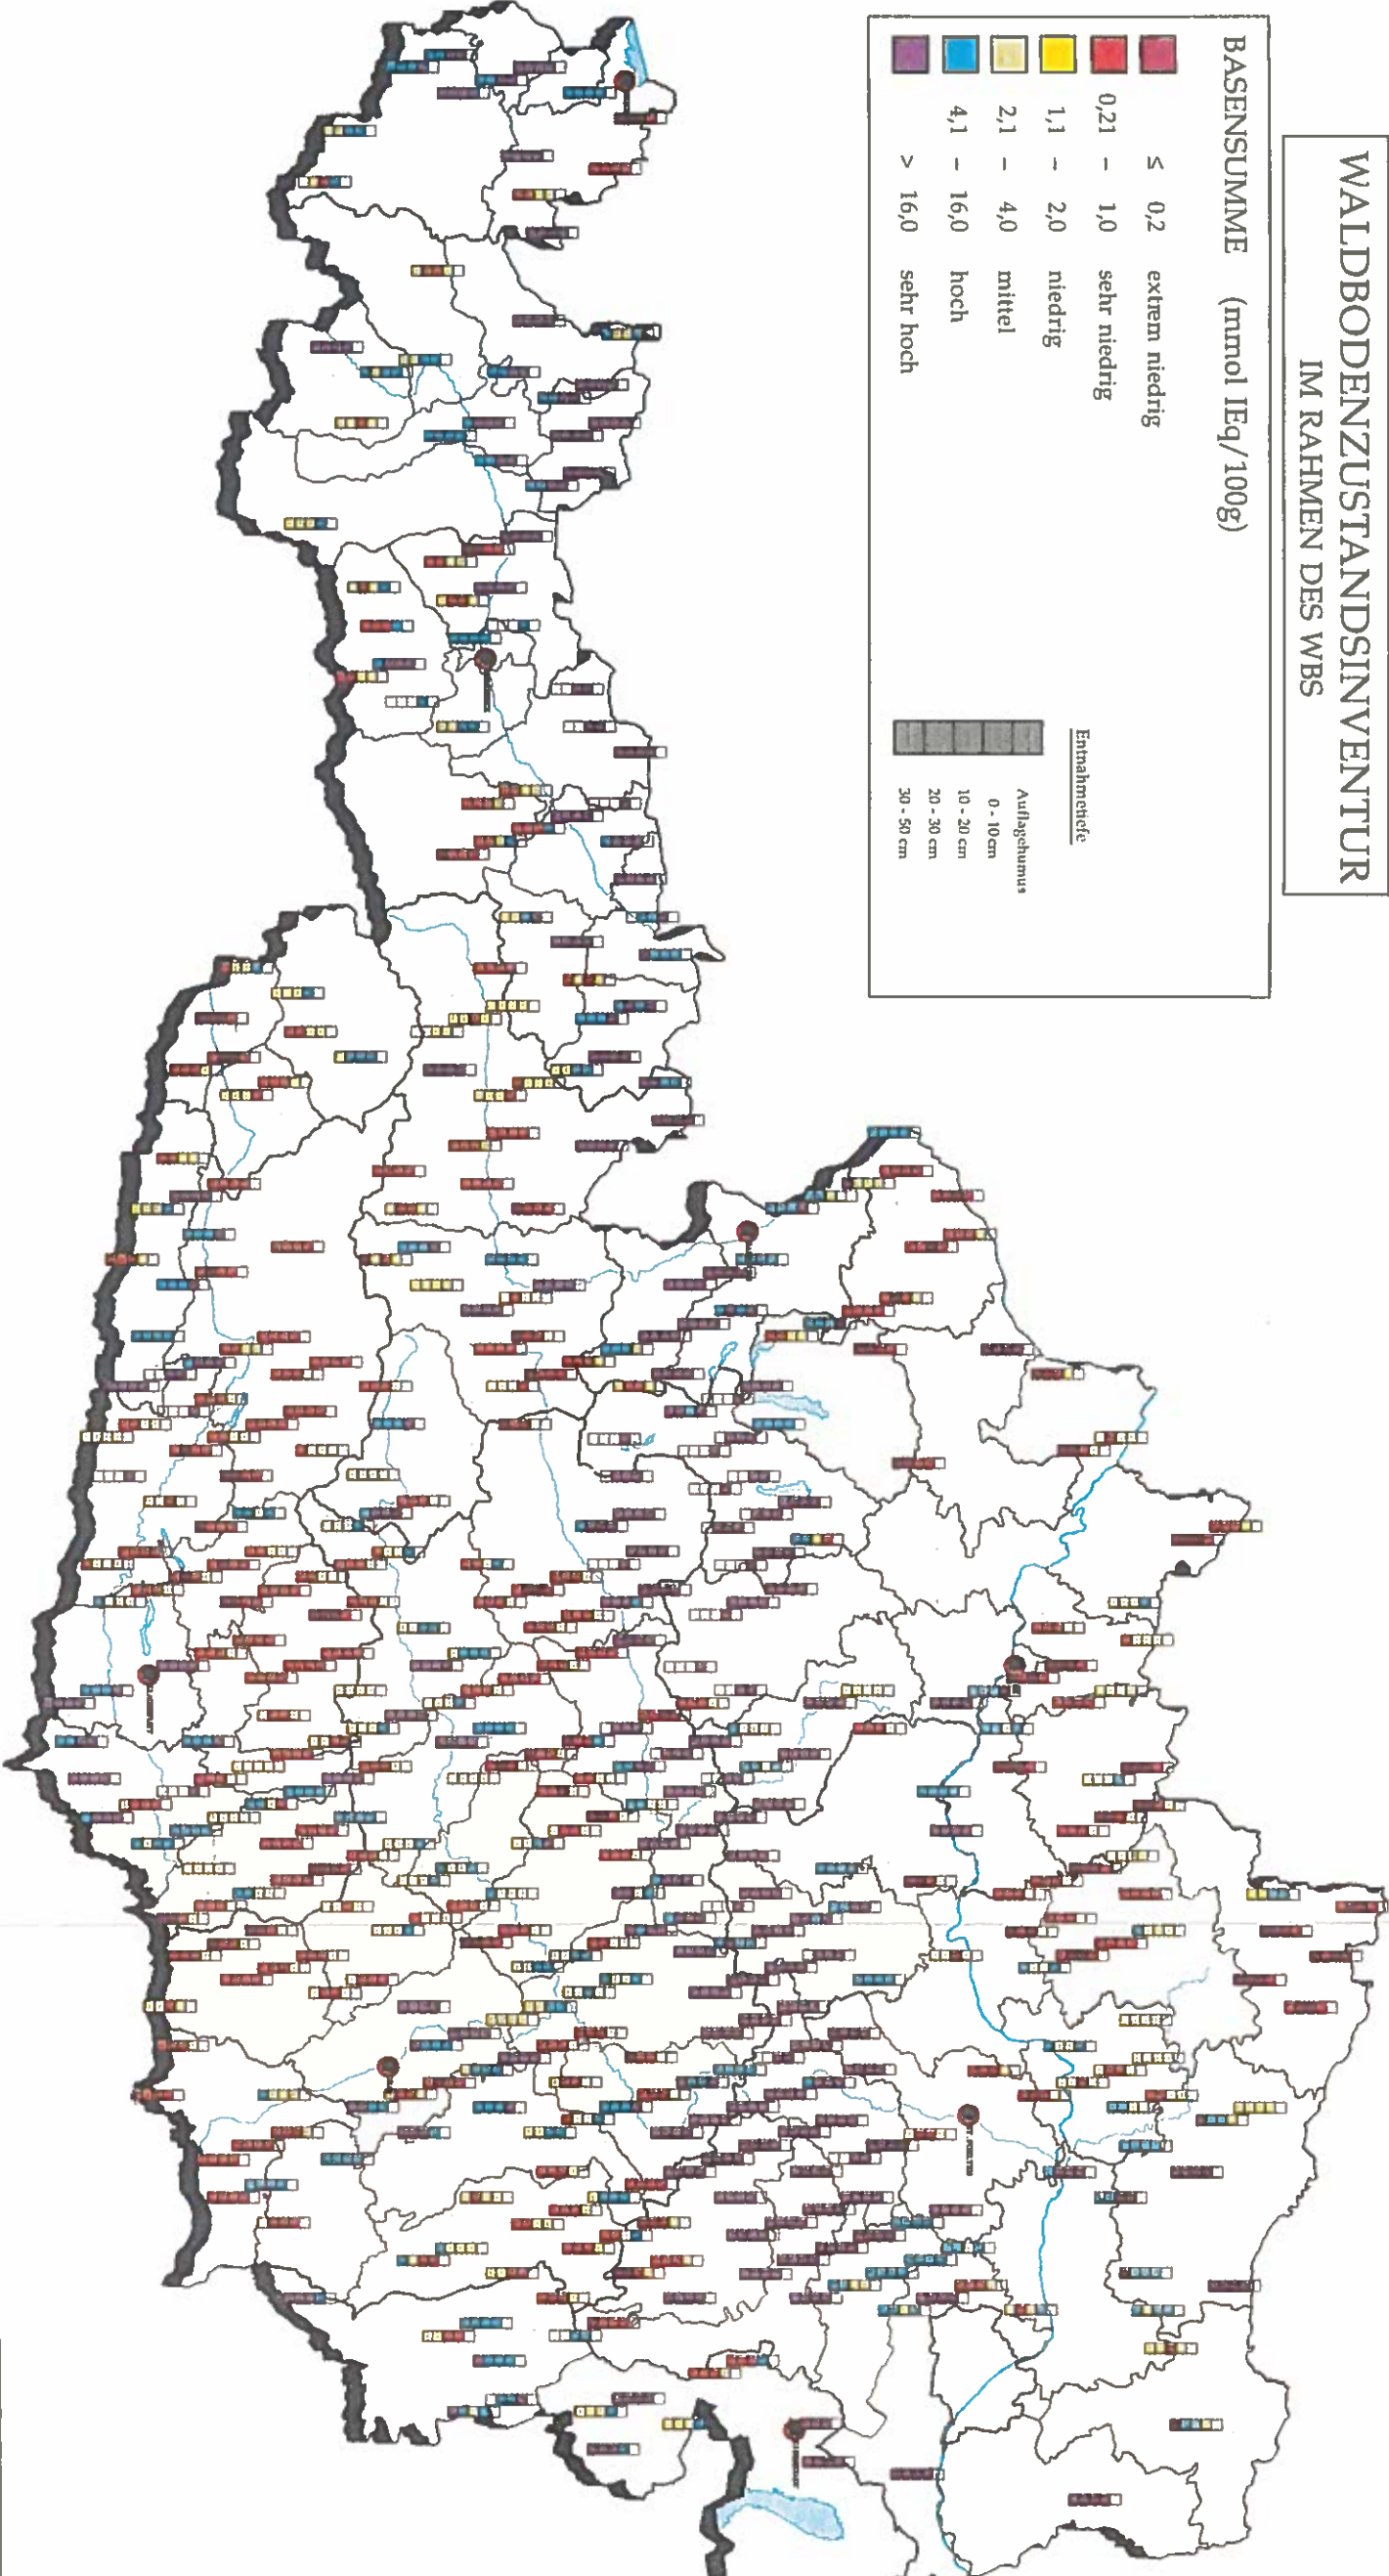 WALDBODENZUSTANDSINVENTUR
IM RAHMEN DES WBS
BASENSUMME (mmol IEq/100g)
≤ 0,2 extrem niedrig
0,21 - 1,0 sehr niedrig
1,1 - 2,0 niedrig
2,1 - 4,0 mittel
4,1 - 16,0 hoch
> 16,0 sehr hoch
Entnahmetiefe
Auflagehumus
0 - 10 cm
10 - 20 cm
20 - 30 cm
30 - 50 cm